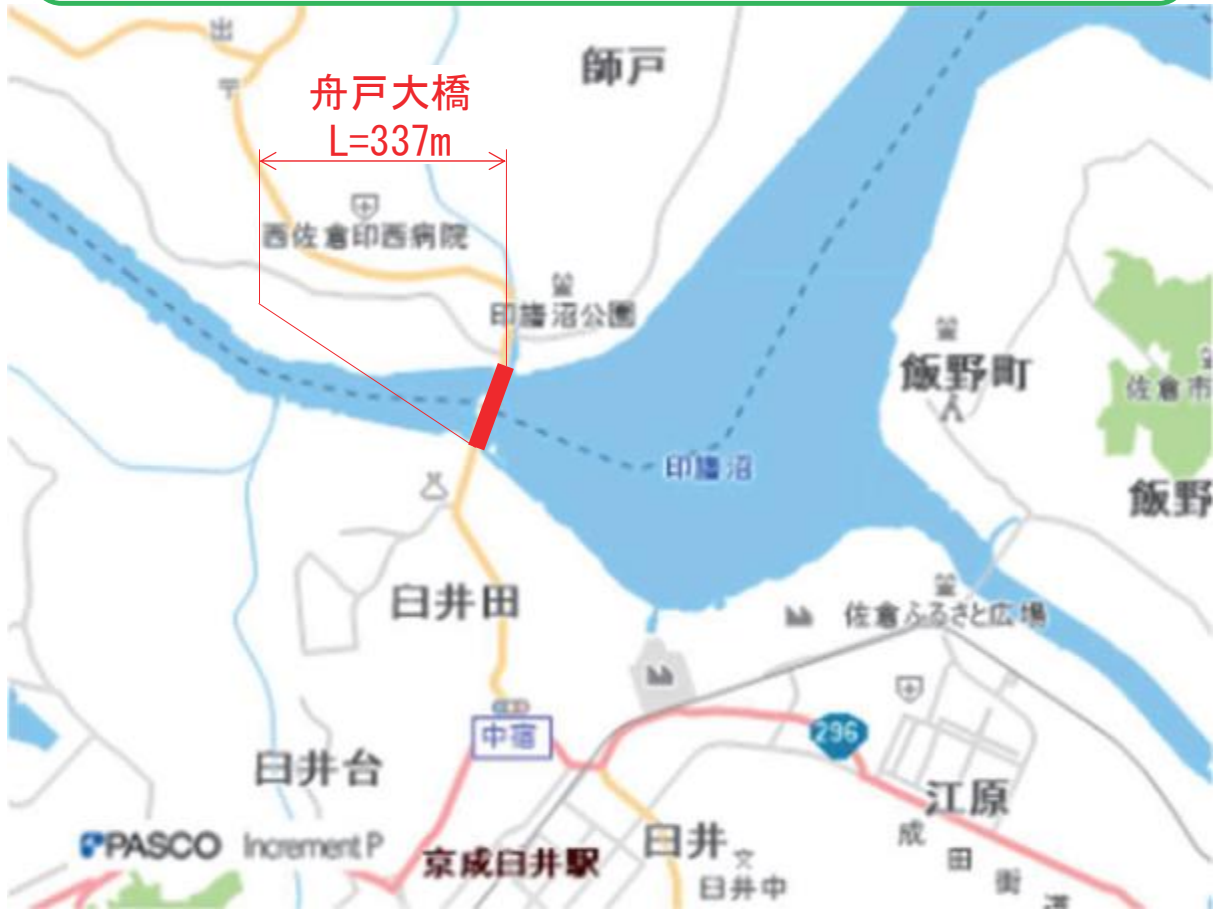 出
師戸
舟戸大橋
L=337m
西佐倉印西病院
印旛沼公園
飯野町
佐倉市
印旛沼
飯野
臼井田
佐倉ふるさと広場
中宿
296
臼井台
江原
PASCO Increment P
京成臼井駅
臼井
臼井中
成
田
街
道